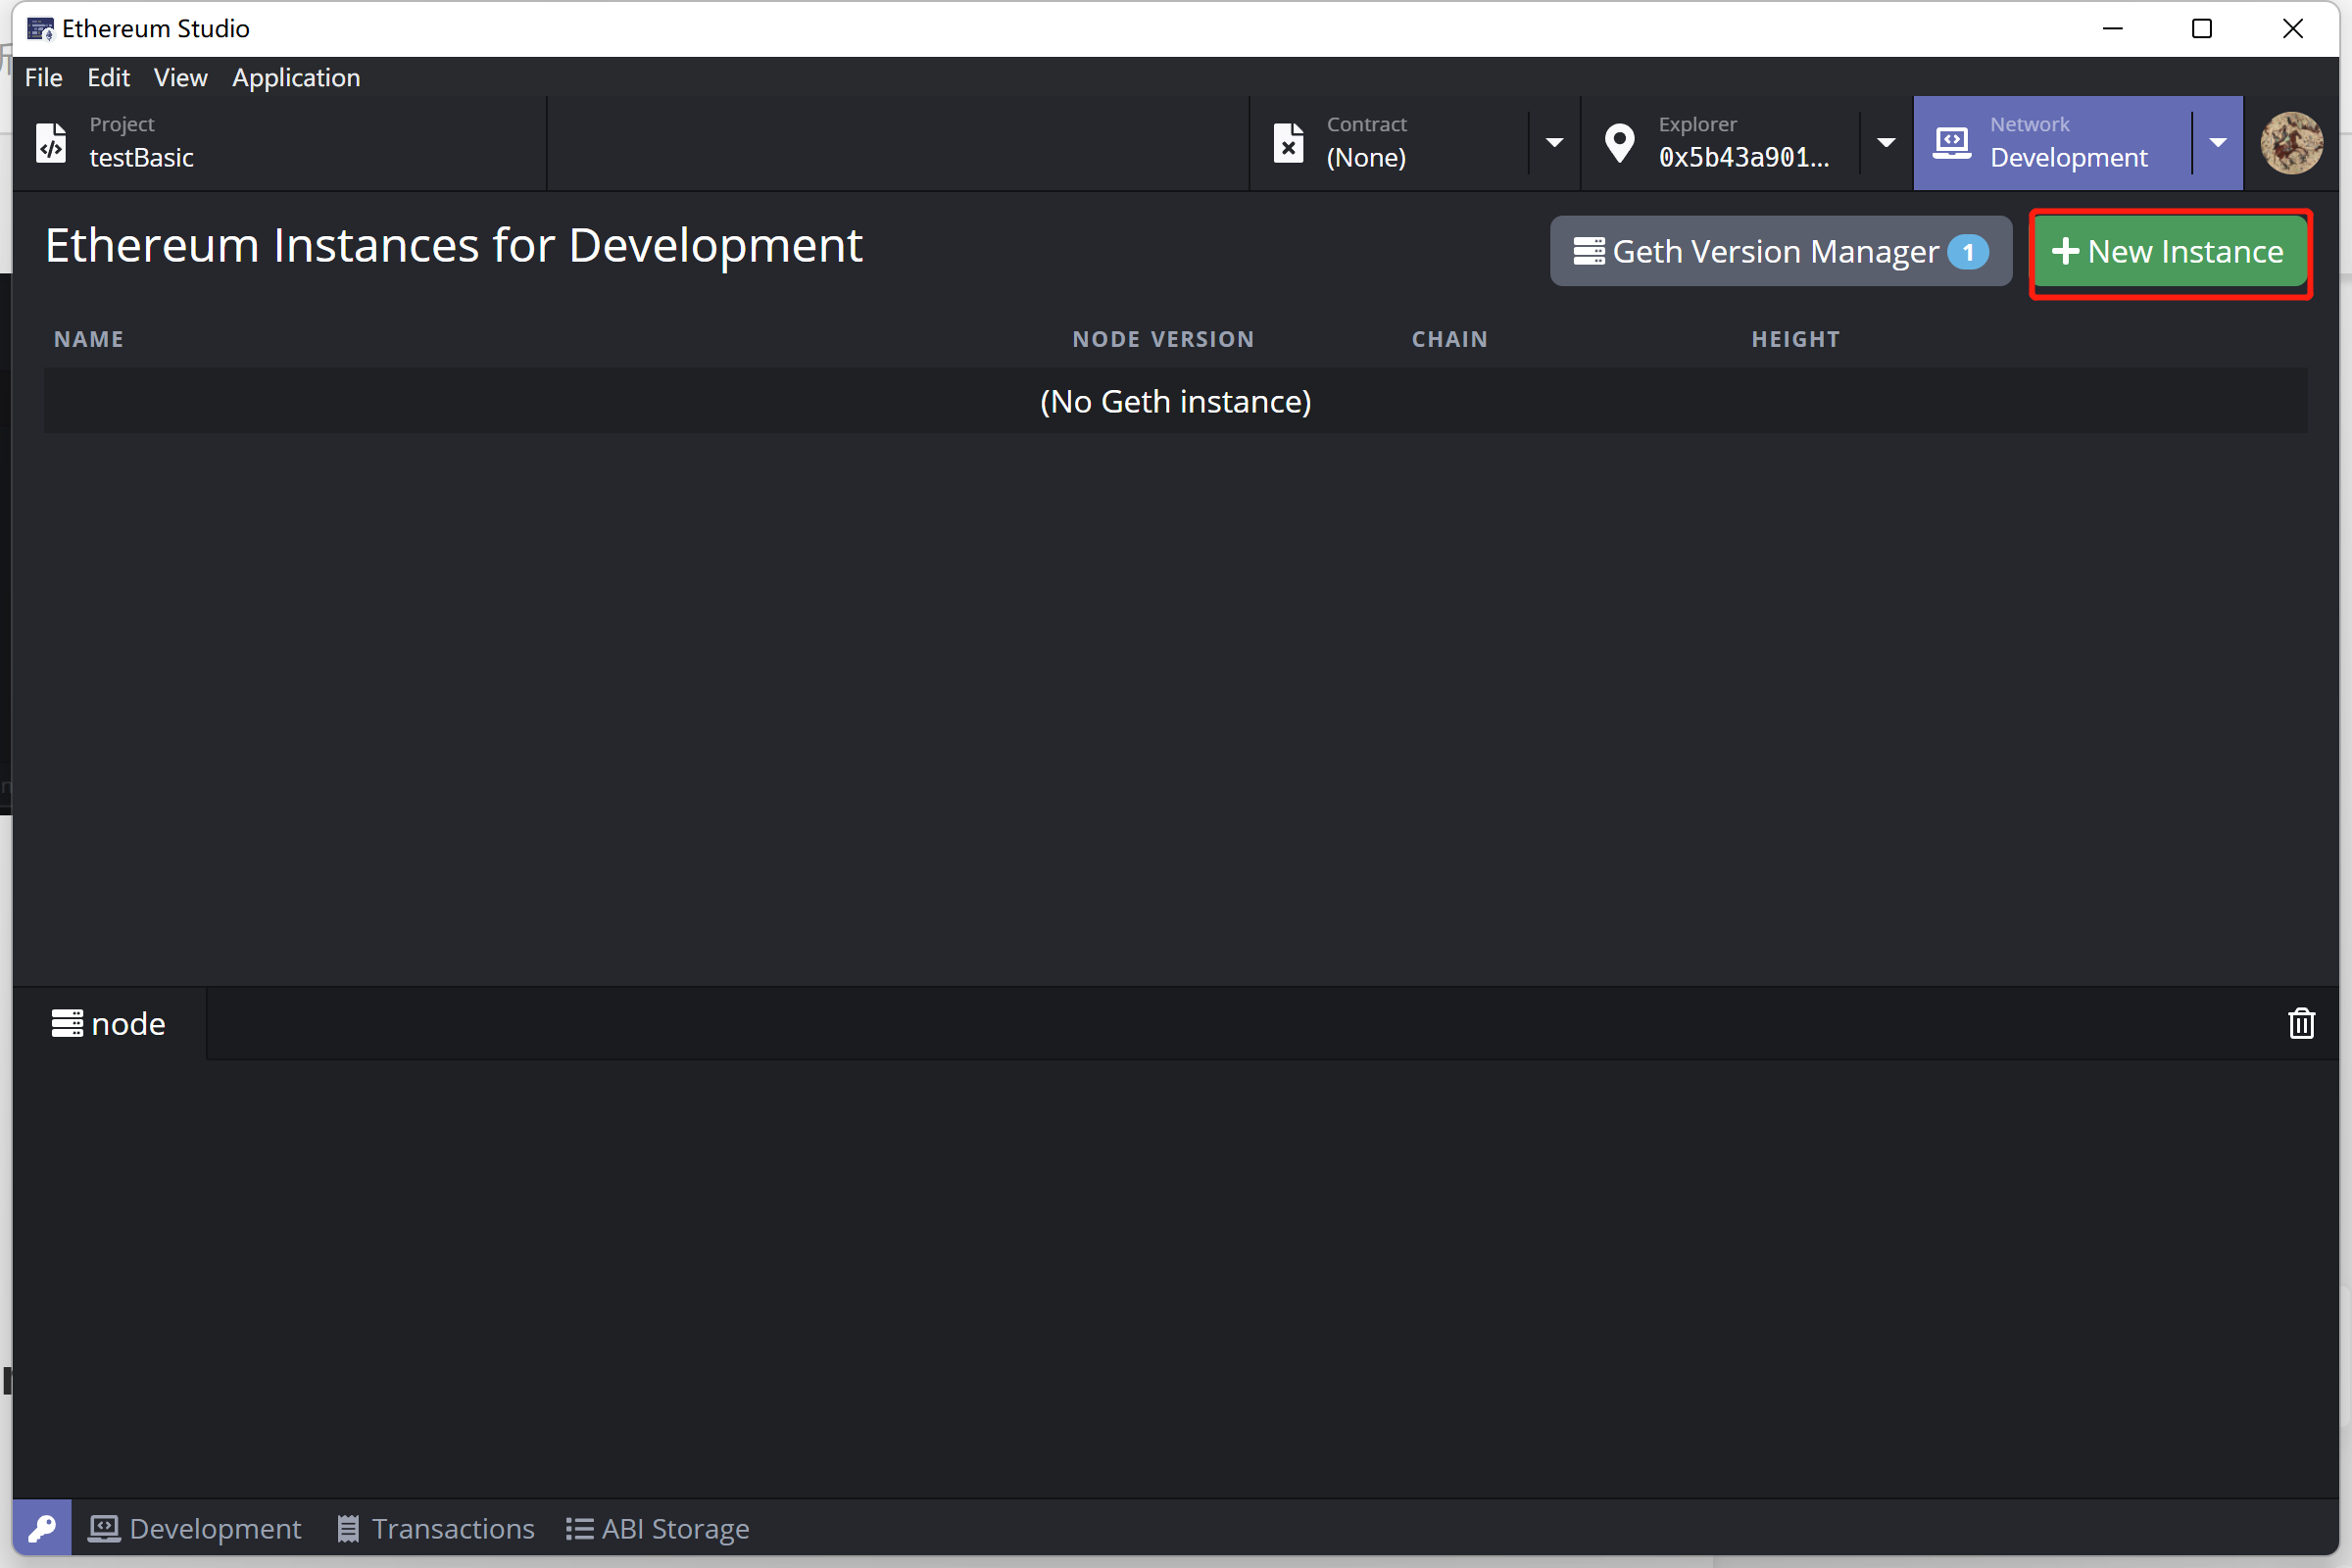 Ethereum Studio
File Edit View Application
Project
testBasic
Contract
(None)
Explorer
0x5b43a901...
Network
Development
Ethereum Instances for Development
Geth Version Manager 1
New Instance
NAME NODE VERSION CHAIN HEIGHT
(No Geth instance)
node
Development Transactions ABI Storage